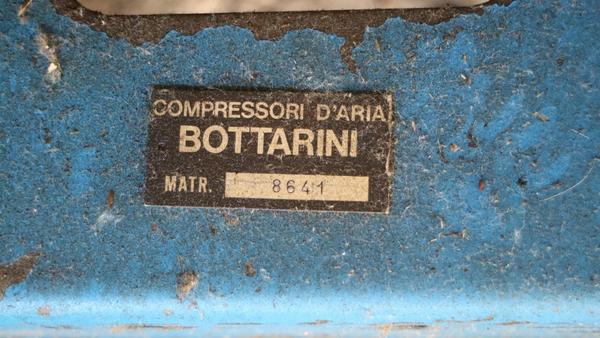 COMPRESSORI D'ARIA
BOTTARINI
MATR. 8641